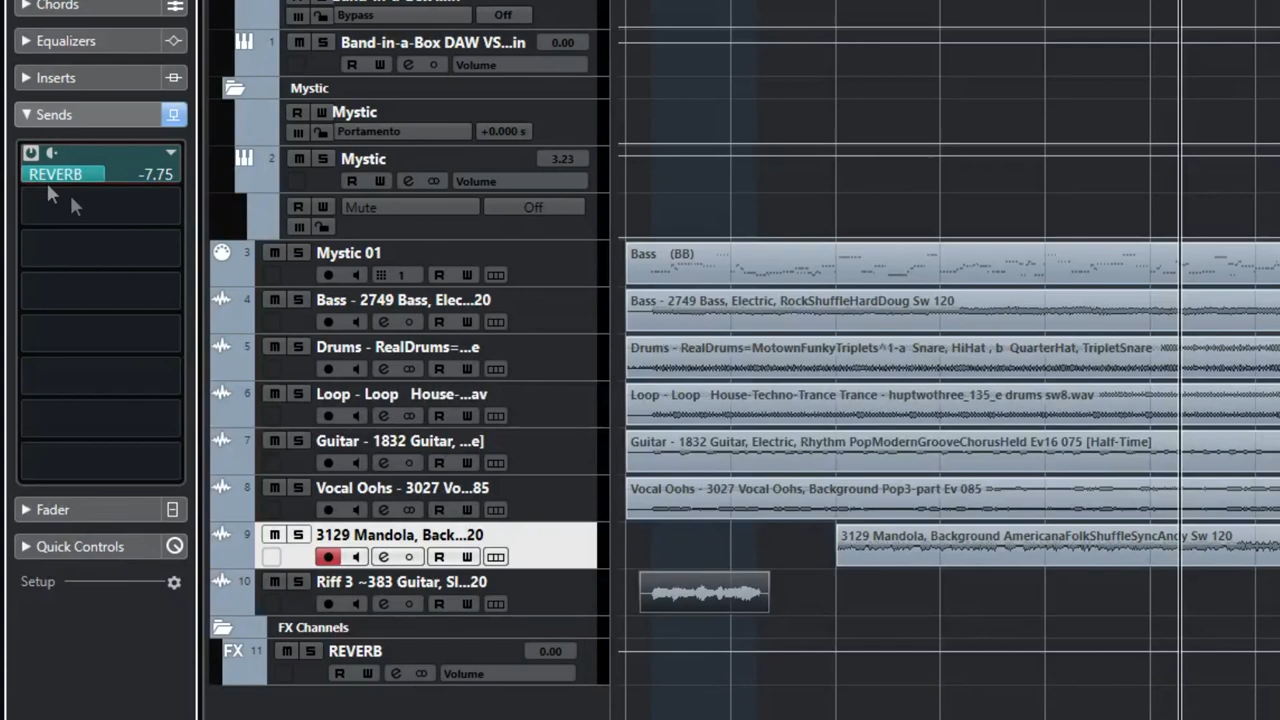 Chords
Equalizers
Inserts
Sends
REVERB -7.75
Fader
Quick Controls
Setup
Bypass Off
1 M S Band-in-a-Box DAW VS...in 0.00
R W e Volume
Mystic
R W Mystic
Portamento +0.000 s
2 M S Mystic 3.23
R W e Volume
R W Mute Off
3 M S Mystic 01
1 R W
4 M S Bass - 2749 Bass, Elec...20
e R W
5 M S Drums - RealDrums=...e
e R W
6 M S Loop - Loop House-...av
e R W
7 M S Guitar - 1832 Guitar, ...e]
e R W
8 M S Vocal Oohs - 3027 Vo...85
e R W
9 M S 3129 Mandola, Back...20
e R W
10 M S Riff 3 ~383 Guitar, Sl...20
e R W
FX Channels
FX 11 M S REVERB 0.00
R W e Volume
Bass (BB)
Bass - 2749 Bass, Electric, RockShuffleHardDoug Sw 120
Drums - RealDrums=MotownFunkyTriplets^1-a Snare, HiHat , b QuarterHat, TripletSnare
Loop - Loop House-Techno-Trance Trance - huptwothree_135_e drums sw8.wav
Guitar - 1832 Guitar, Electric, Rhythm PopModernGrooveChorusHeld Ev16 075 [Half-Time]
Vocal Oohs - 3027 Vocal Oohs, Background Pop3-part Ev 085
3129 Mandola, Background AmericanaFolkShuffleSyncAndy Sw 120